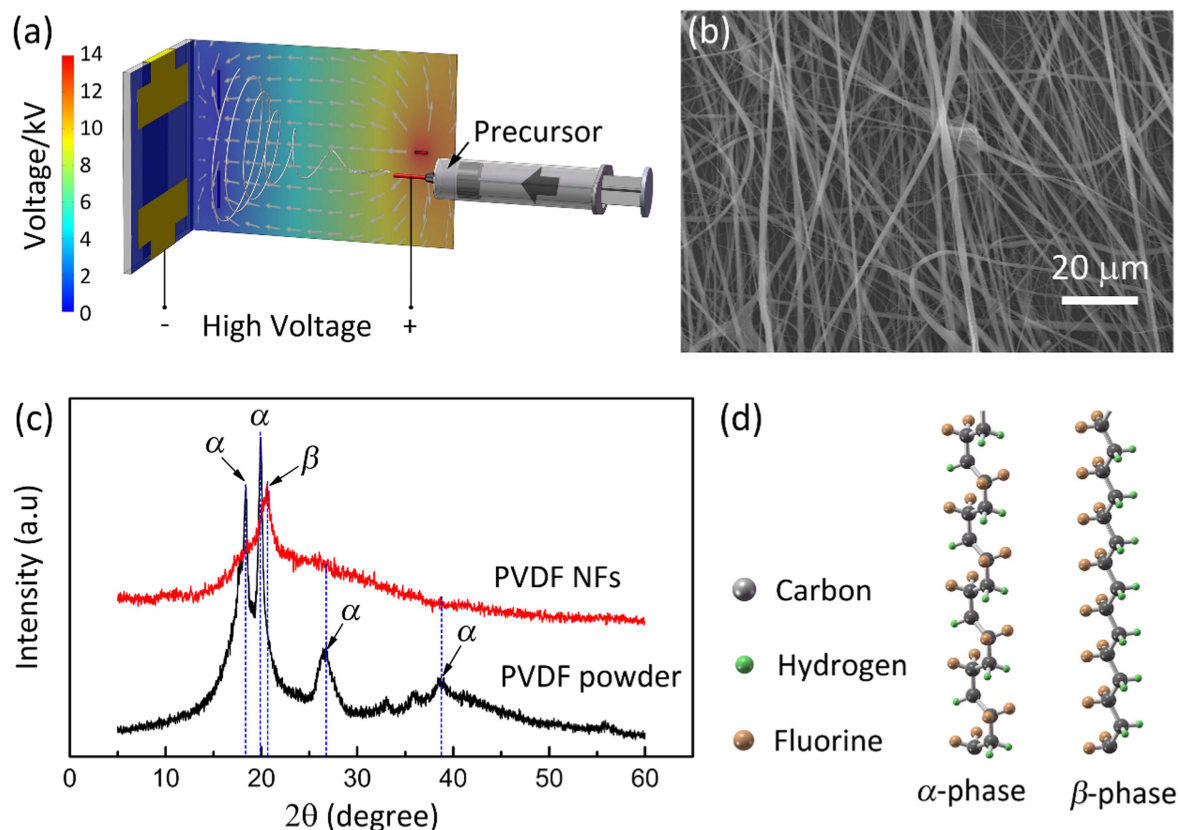 (a)
Voltage/kV
14
12
10
8
6
4
2
0
Precursor
- High Voltage +
(b)
20 μm
(c)
Intensity (a.u)
α
α
β
PVDF NFs
α
α
PVDF powder
0 10 20 30 40 50 60
2θ (degree)
(d)
Carbon
Hydrogen
Fluorine
α-phase
β-phase